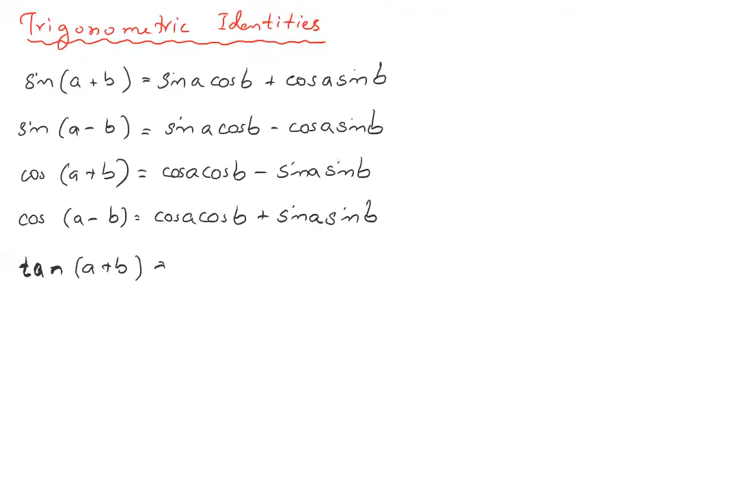 Trigonometric Identities
sin(a + b) = sin a cos b + cos a sin b
sin (a - b) = sin a cos b - cos a sin b
cos (a + b) = cos a cos b - sin a sin b
cos (a - b) = cos a cos b + sin a sin b
tan (a + b) =